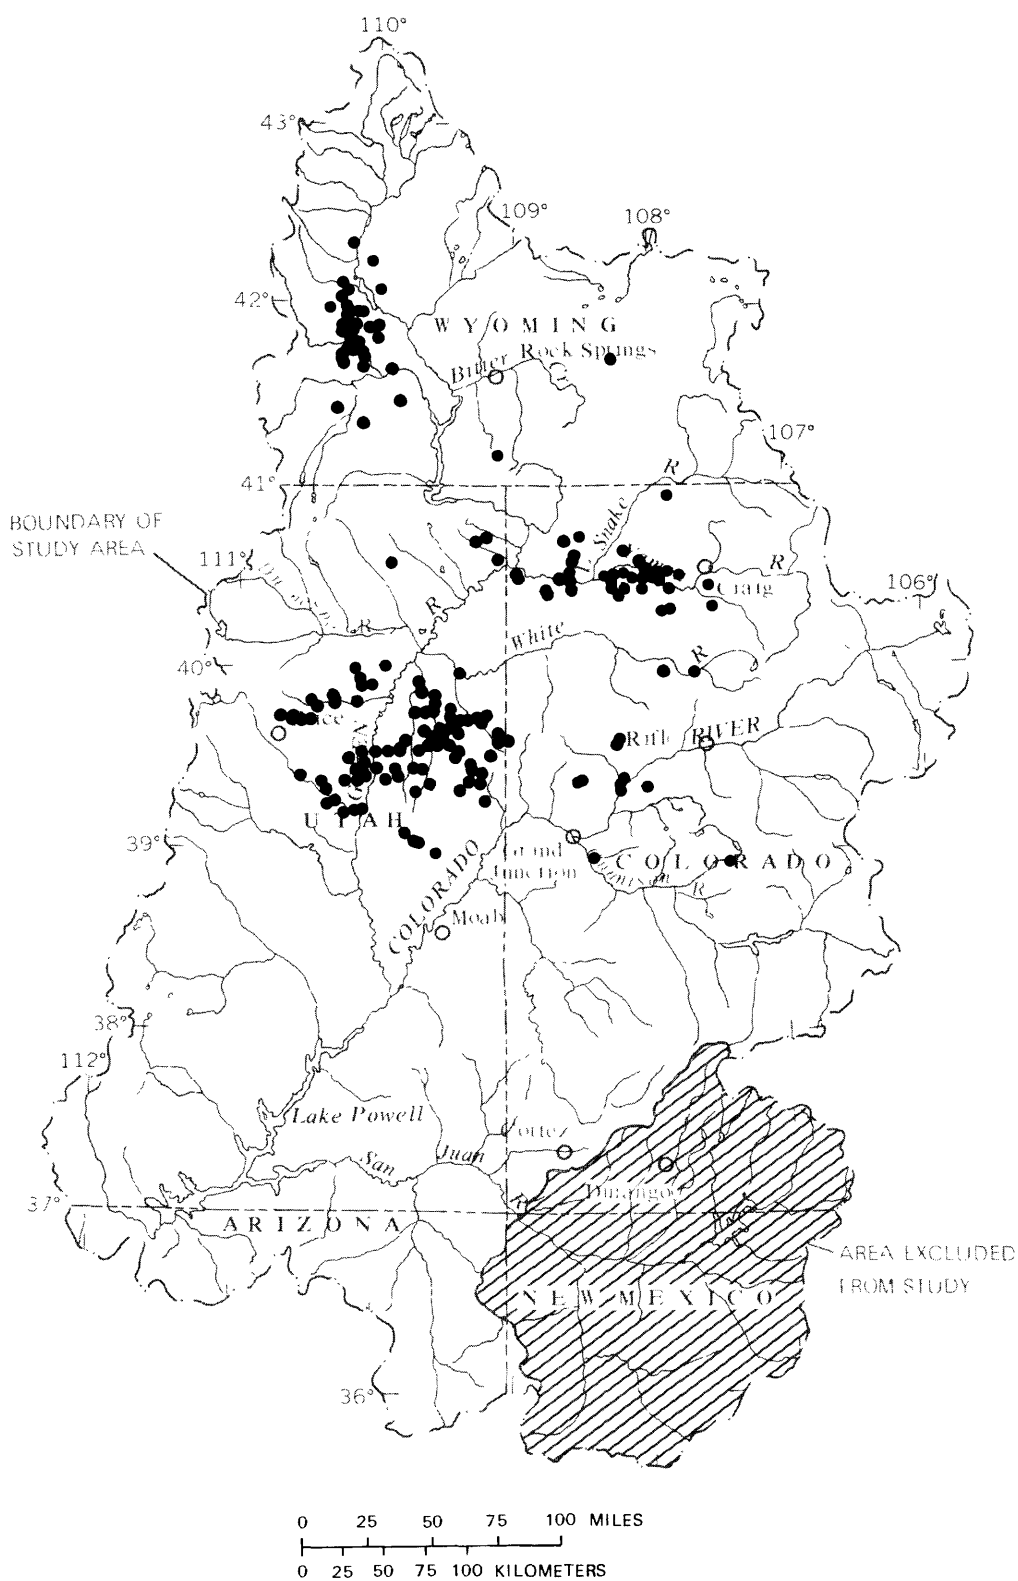 110°
43°
109°
108°
42°
WYOMING
Rock Springs
Bitter
Cr
107°
R
41°
BOUNDARY OF
STUDY AREA
Snake
111°
R
106°
Craig
R
R
White
R
40°
Rifle
RIVER
UTAH
39°
COLORADO
Grand
Junction
COLORADO
Gunnison
R
Moab
38°
112°
Lake Powell
Cortez
San
Juan
Durango
R
37°
ARIZONA
AREA EXCLUDED
FROM STUDY
NEW MEXICO
36°
0 25 50 75 100 MILES
0 25 50 75 100 KILOMETERS